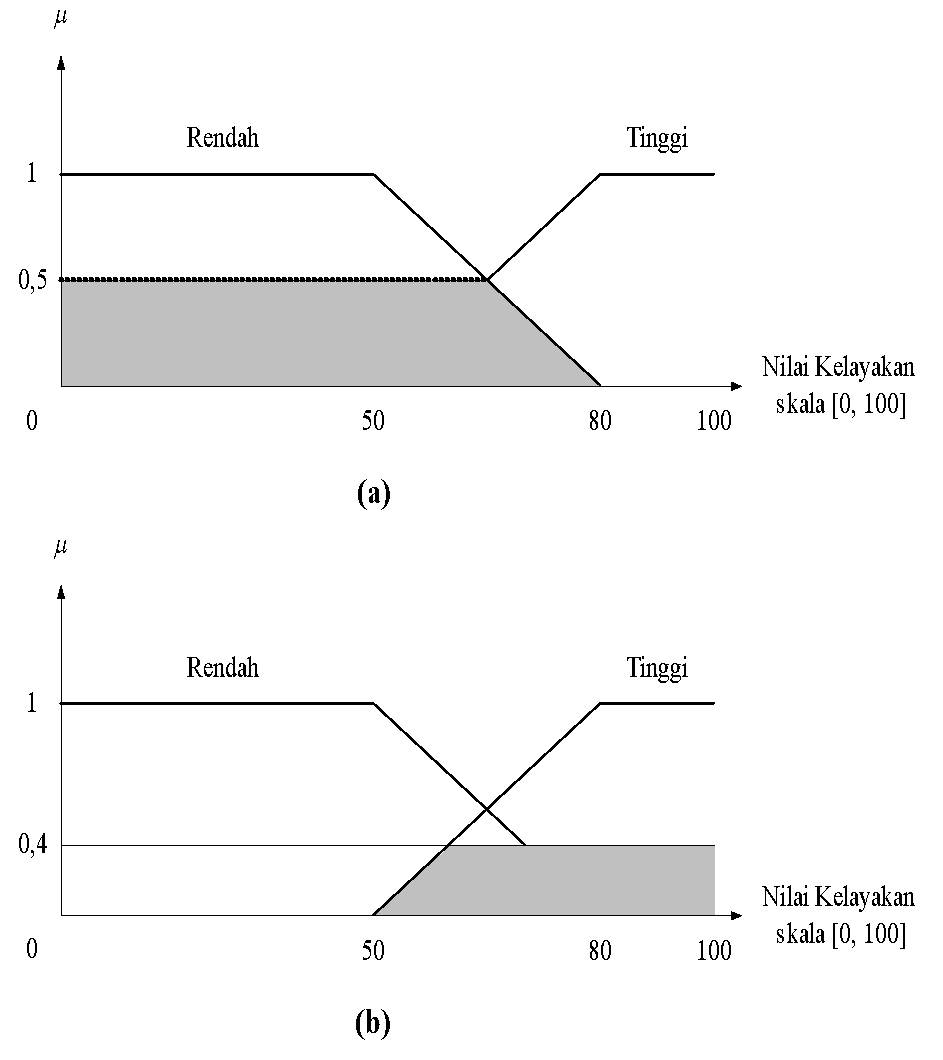 μ
Rendah
Tinggi
1
0,5
Nilai Kelayakan
skala [0, 100]
0
50
80
100
(a)
μ
Rendah
Tinggi
1
0,4
Nilai Kelayakan
skala [0, 100]
0
50
80
100
(b)